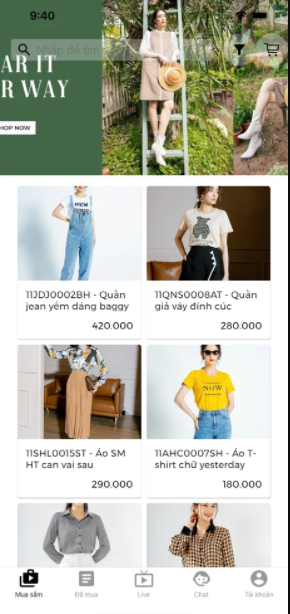 9:40
Nhập để tìm
AR IT
R WAY
HOP NOW
11JDJ0002BH - Quần
jean yếm dáng baggy
420.000
11QNS0008AT - Quần
giả váy đính cúc
280.000
11SHL0015ST - Áo SM
HT can vai sau
290.000
NOW
11AHC0007SH - Áo T-
shirt chữ yesterday
180.000
Mua sắm
Đã mua
Live
Chat
Tài khoản